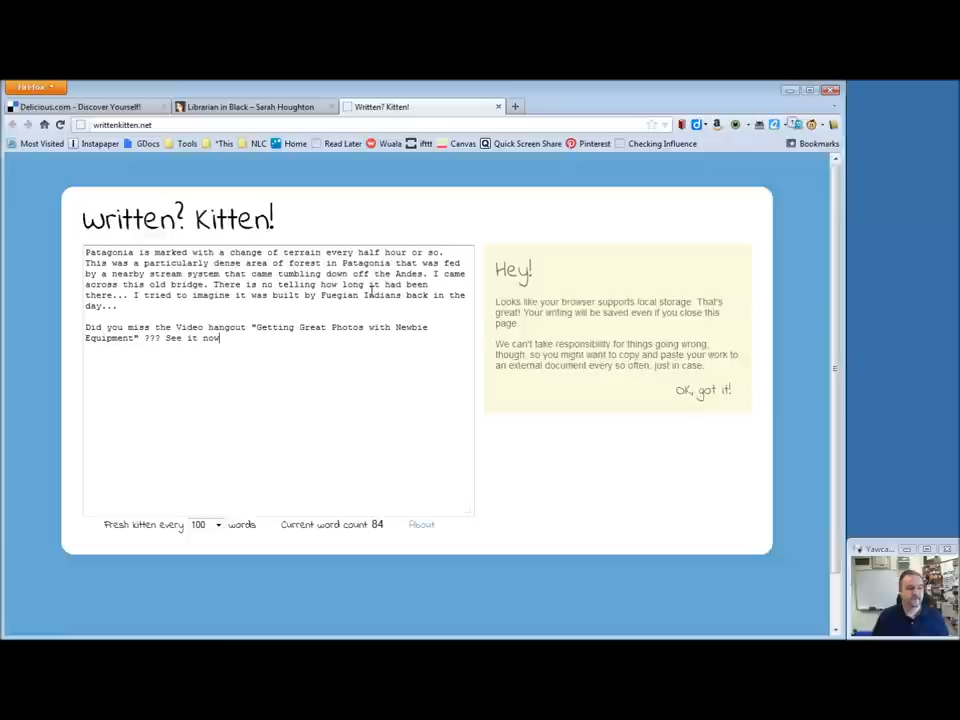 Firefox
Delicious.com - Discover Yourself!
Librarian in Black – Sarah Houghton
Written? Kitten!
writtenkitten.net
Most Visited
Instapaper
GDocs
Tools
*This
NLC
Home
Read Later
Wuala
ifttt
Canvas
Quick Screen Share
Pinterest
Checking Influence
Bookmarks
Written? Kitten!
Patagonia is marked with a change of terrain every half hour or so.
This was a particularly dense area of forest in Patagonia that was fed
by a nearby stream system that came tumbling down off the Andes. I came
across this old bridge. There is no telling how long it had been
there... I tried to imagine it was built by Fuegian Indians back in the
day...
Did you miss the Video hangout "Getting Great Photos with Newbie
Equipment" ??? See it now
Hey!
Looks like your browser supports local storage. That's
great! Your writing will be saved even if you close this
page.
We can't take responsibility for things going wrong,
though, so you might want to copy and paste your work to
an external document every so often, just in case.
OK, got it!
Fresh kitten every 100 words Current word count 84 About
Yawca...